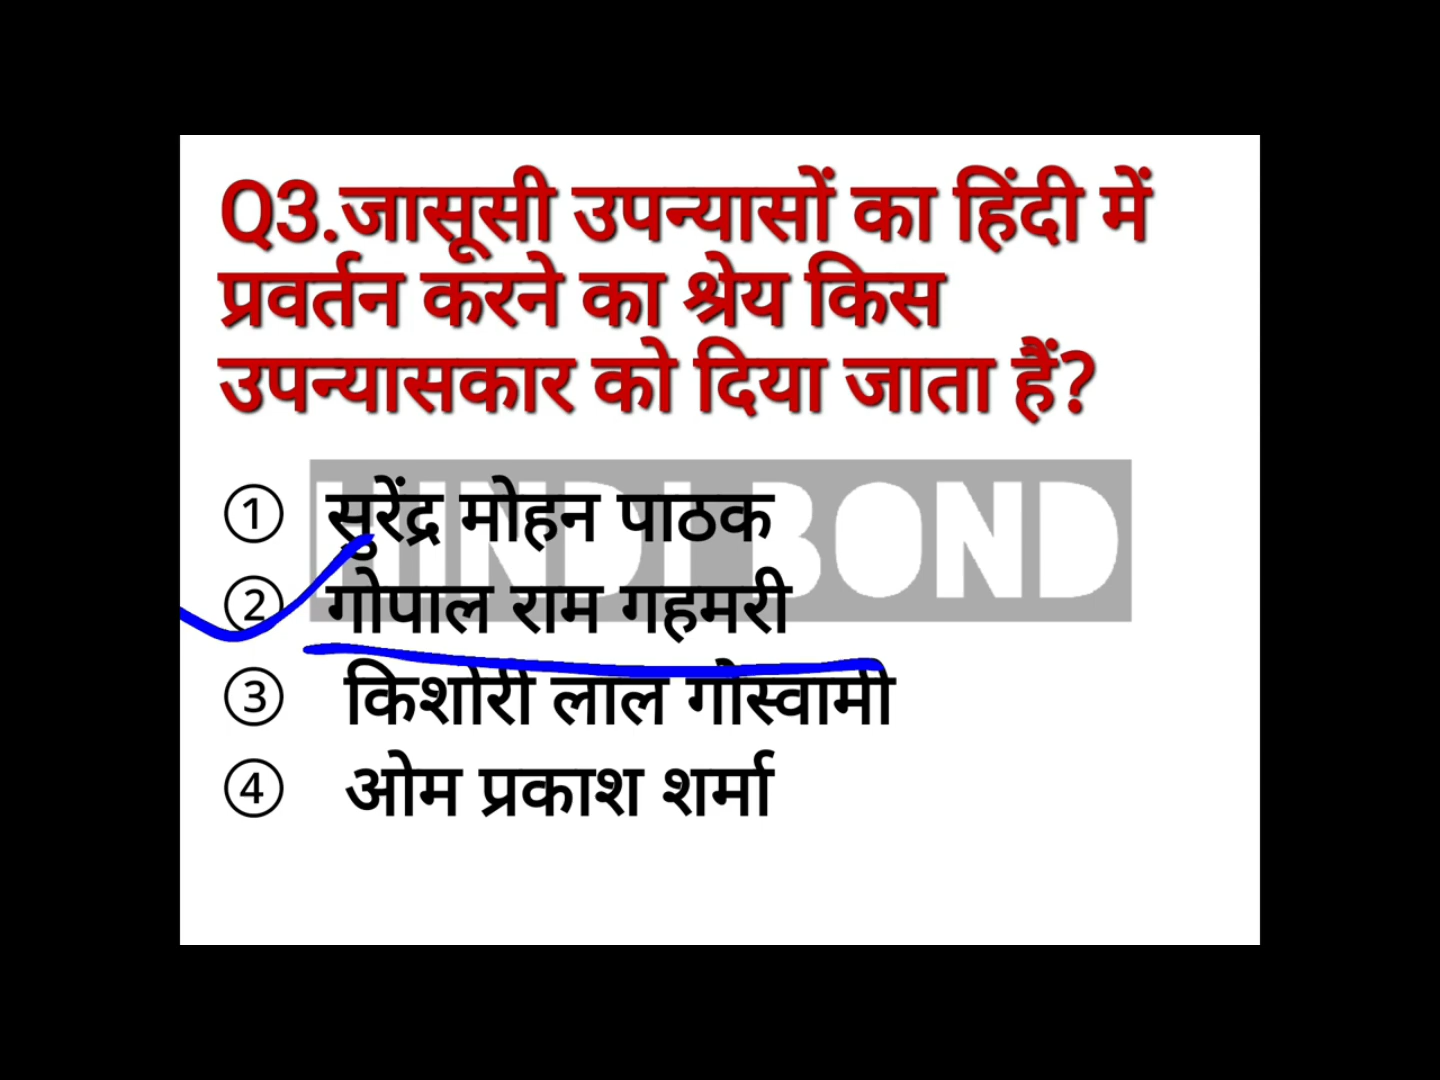 Q3.जासूसी उपन्यासों का हिंदी में
प्रवर्तन करने का श्रेय किस
उपन्यासकार को दिया जाता हैं?
HINDI BOND
① सुरेंद्र मोहन पाठक
② गोपाल राम गहमरी
③ किशोरी लाल गोस्वामी
④ ओम प्रकाश शर्मा